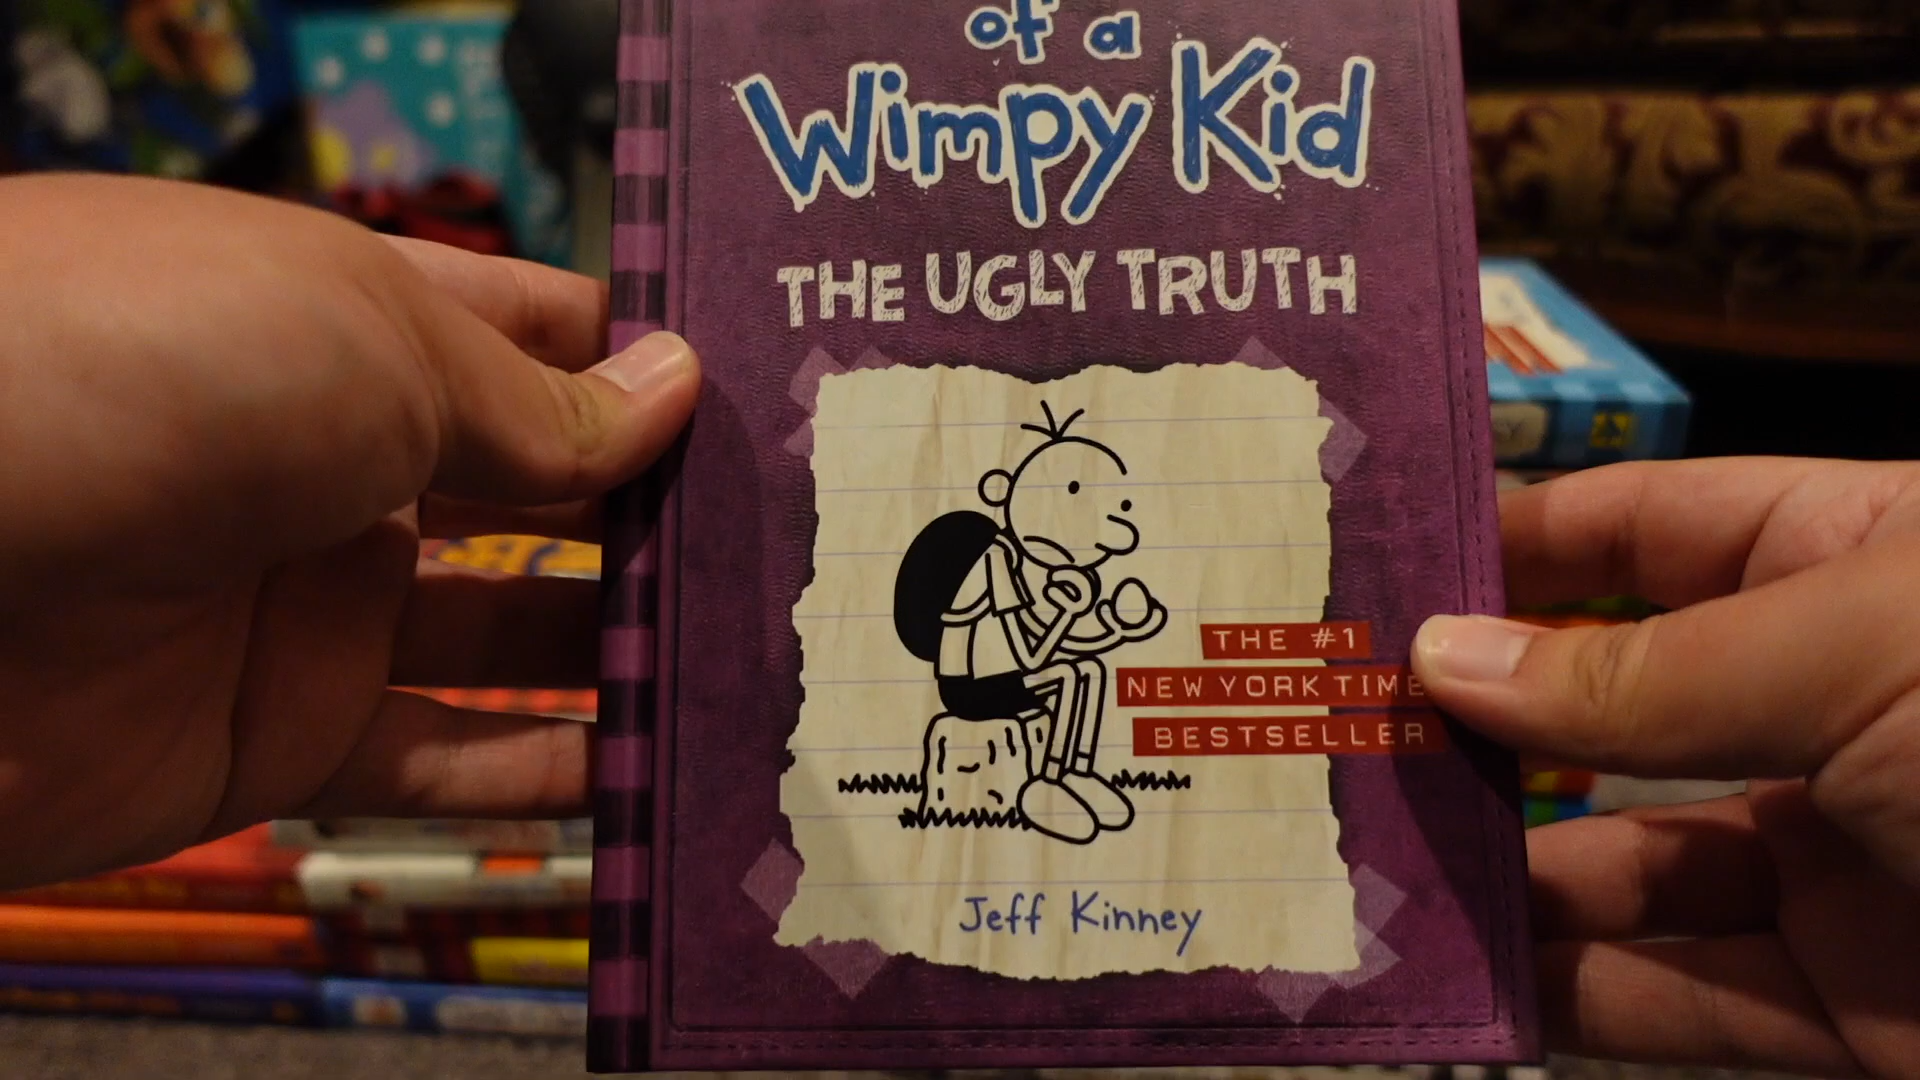 of a
Wimpy Kid
THE UGLY TRUTH
THE #1
NEW YORK TIME
BESTSELLER
Jeff Kinney